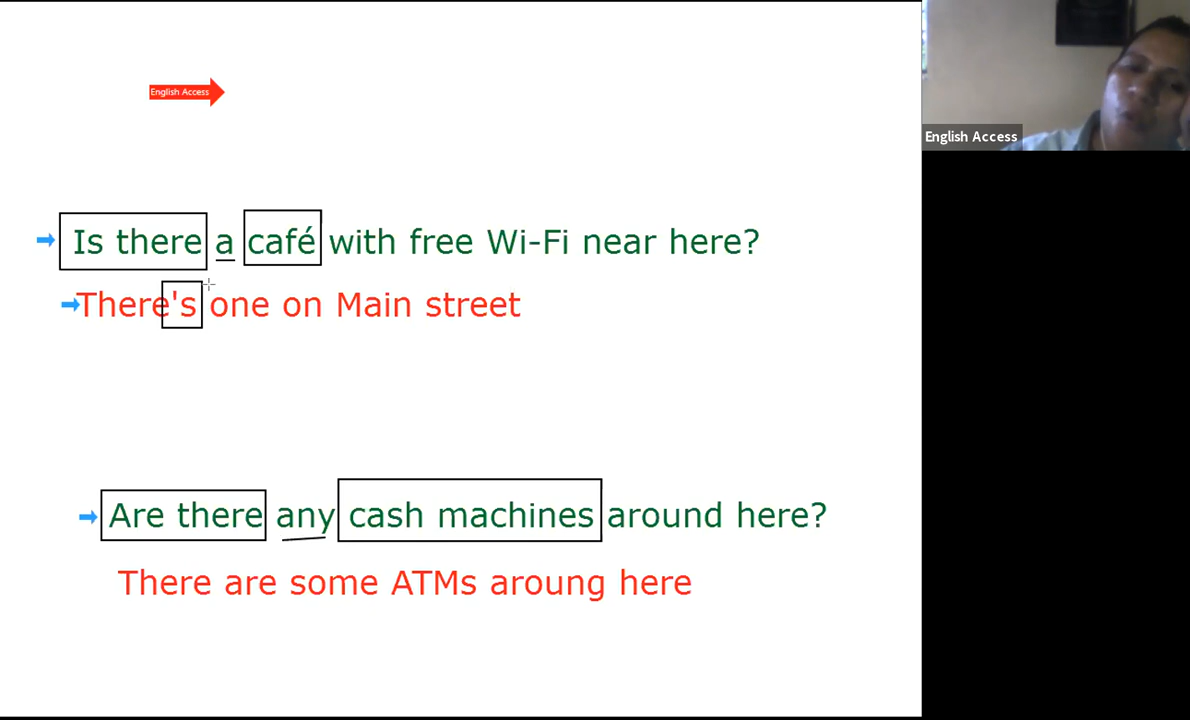 English Access
English Access
Is there a café with free Wi-Fi near here?
There's one on Main street
Are there any cash machines around here?
There are some ATMs aroung here